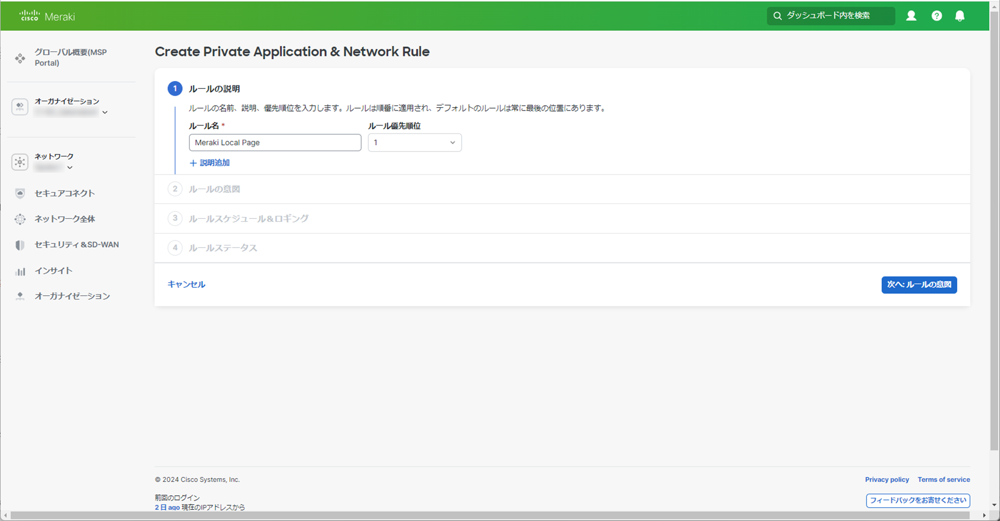 cisco Meraki
ダッシュボード内を検索
グローバル概要(MSP
Portal)
オーガナイゼーション
ネットワーク
セキュアコネクト
ネットワーク全体
セキュリティ&SD-WAN
インサイト
オーガナイゼーション
Create Private Application & Network Rule
1 ルールの説明
ルールの名前、説明、優先順位を入力します。ルールは順番に適用され、デフォルトのルールは常に最後の位置にあります。
ルール名 * ルール優先順位
Meraki Local Page 1
+ 説明追加
2 ルールの意図
3 ルールスケジュール&ロギング
4 ルールステータス
キャンセル 次へ: ルールの意図
© 2024 Cisco Systems, Inc. Privacy policy Terms of service
前回のログイン
2 日 ago 現在のIPアドレスから
フィードバックをお寄せください